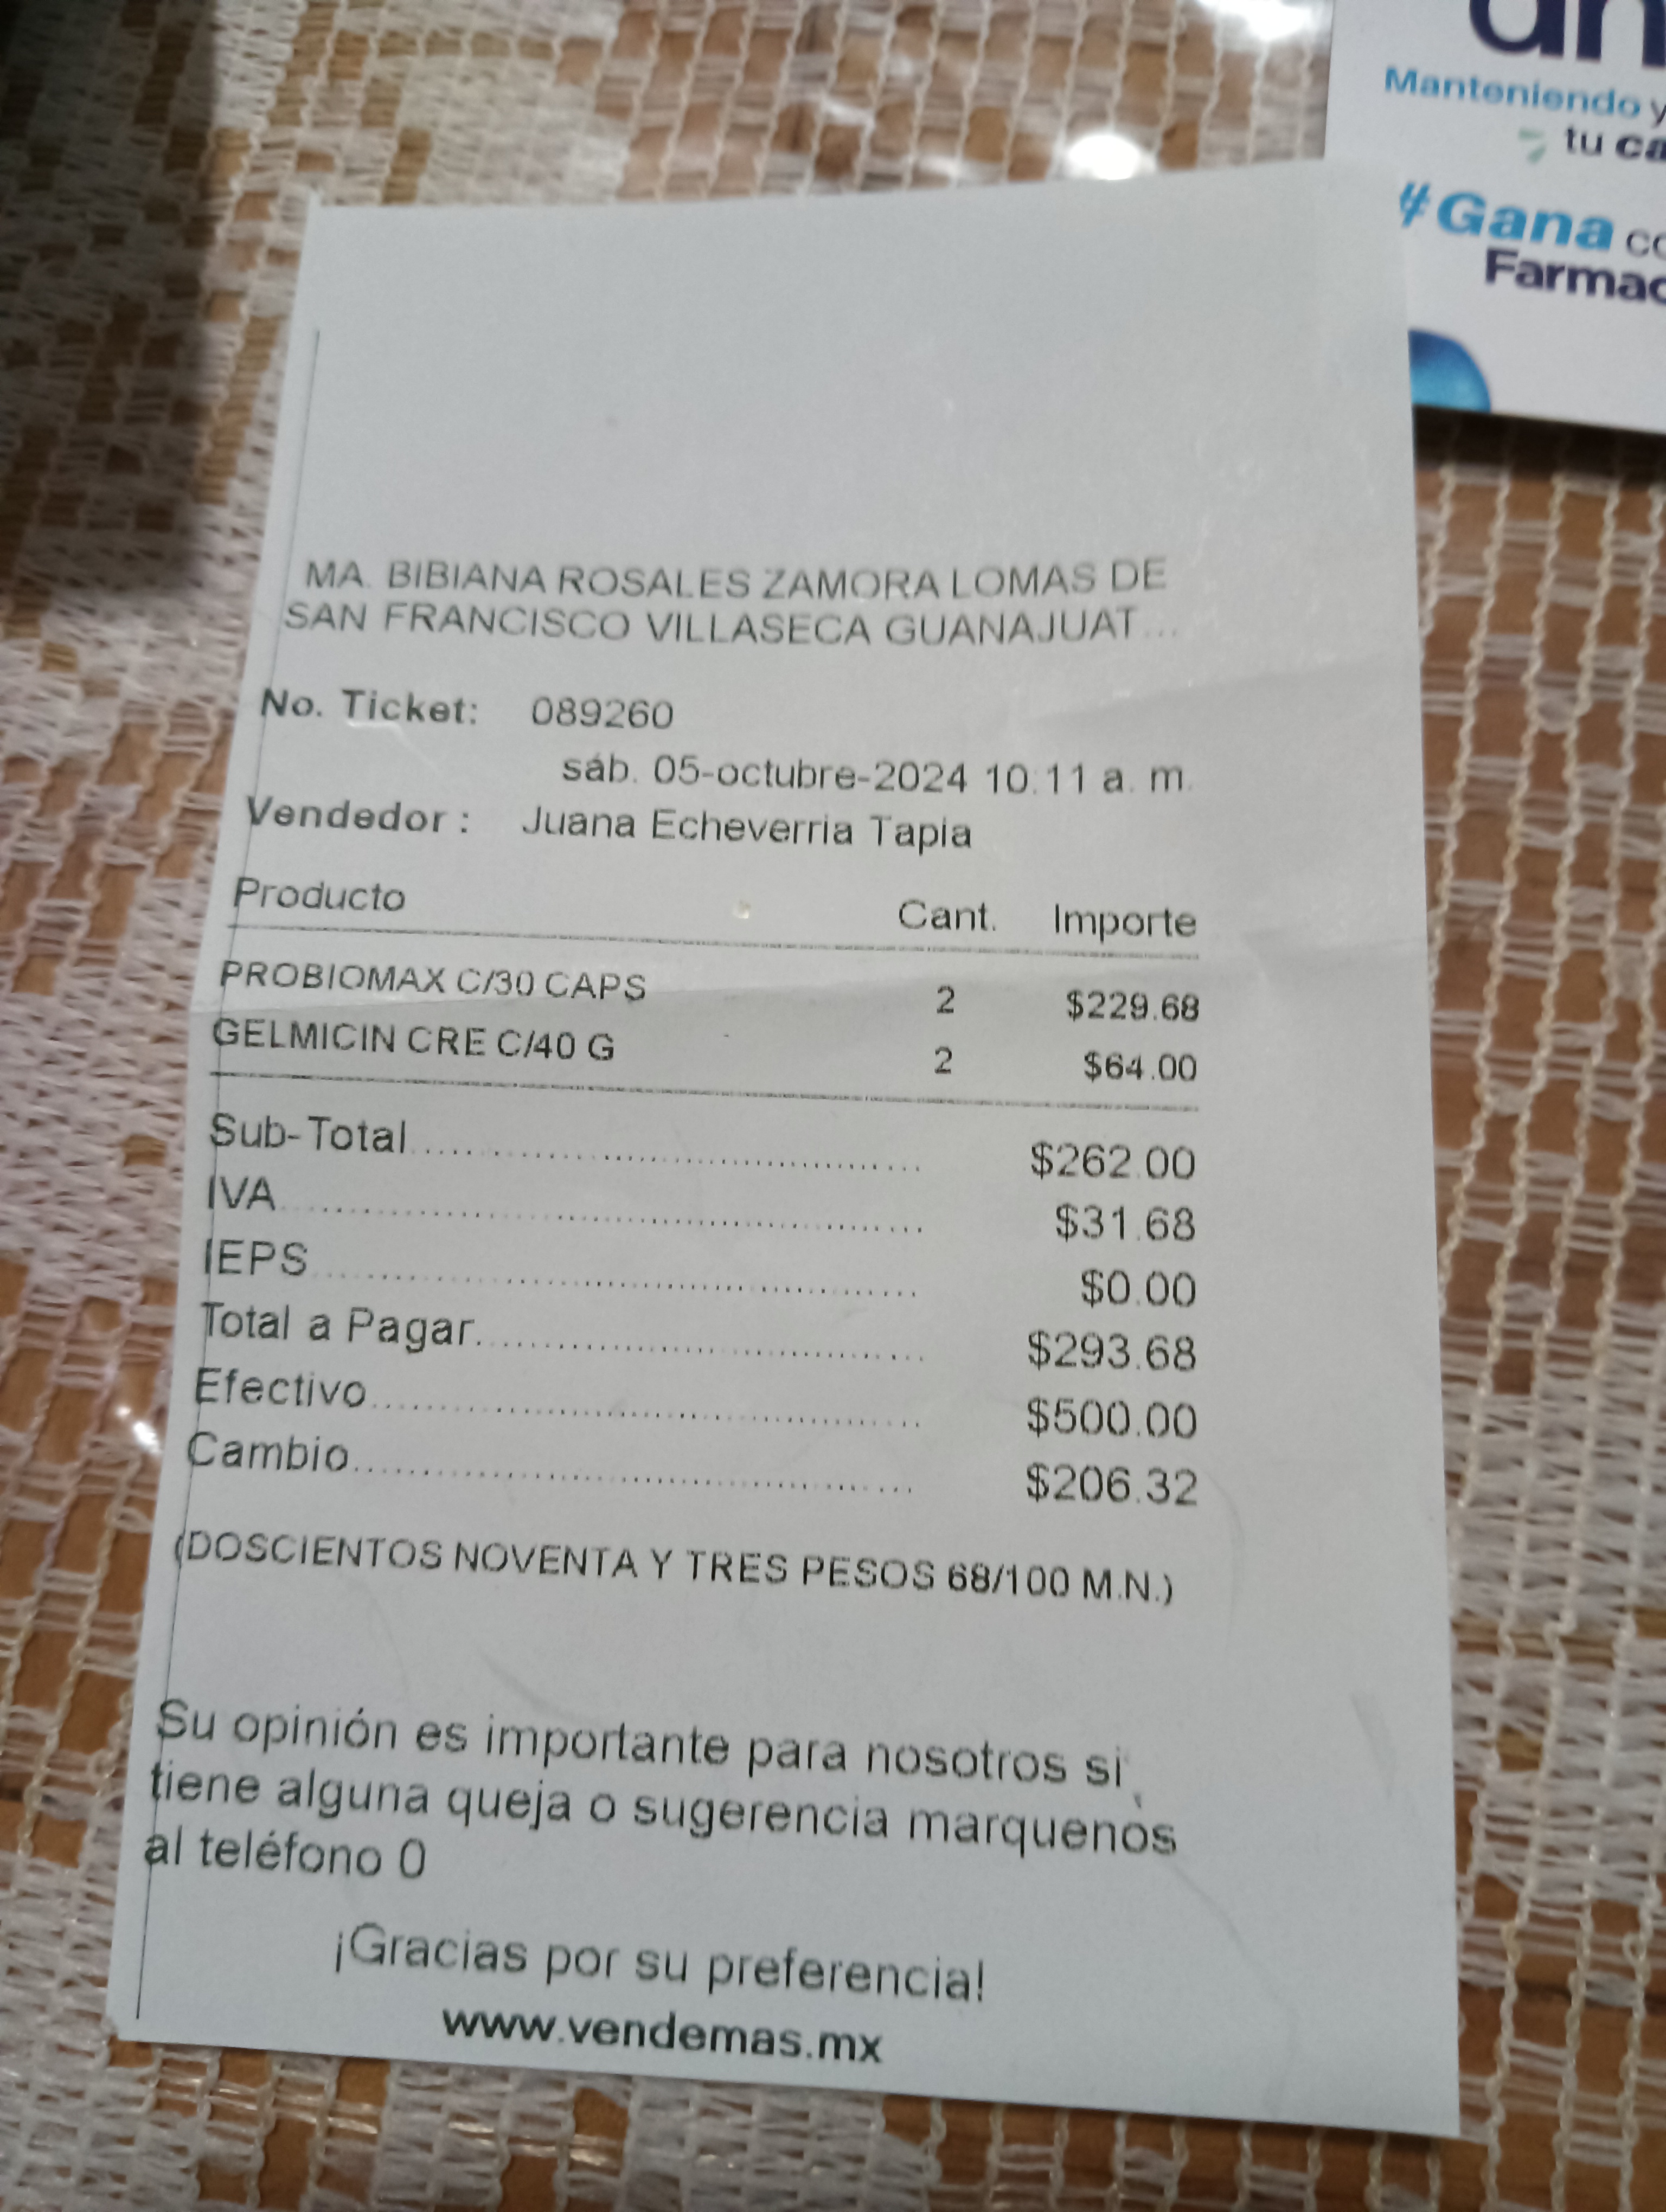 Manteniendo y
tu ca
#Gana co
Farmac
MA. BIBIANA ROSALES ZAMORA LOMAS DE
SAN FRANCISCO VILLASECA GUANAJUAT...
No. Ticket: 089260
sáb. 05-octubre-2024 10:11 a. m.
Vendedor : Juana Echeverria Tapia
Producto Cant. Importe
PROBIOMAX C/30 CAPS 2 $229.68
GELMICIN CRE C/40 G 2 $64.00
Sub-Total $262.00
IVA $31.68
IEPS $0.00
Total a Pagar $293.68
Efectivo $500.00
Cambio $206.32
(DOSCIENTOS NOVENTA Y TRES PESOS 68/100 M.N.)
Su opinión es importante para nosotros si
tiene alguna queja o sugerencia marquenos
al teléfono 0
¡Gracias por su preferencia!
www.vendemas.mx